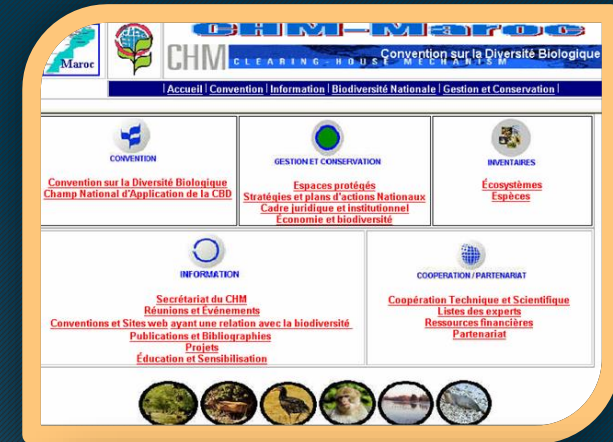 CHM-Maroc
Maroc
CHM
Convention sur la Diversité Biologique
CLEARING-HOUSE MECHANISM
| Accueil | Convention | Information | Biodiversité Nationale | Gestion et Conservation |
CONVENTION
Convention sur la Diversité Biologique
Champ National d'Application de la CBD
GESTION ET CONSERVATION
Espaces protégés
Stratégies et plans d'actions Nationaux
Cadre juridique et institutionnel
Économie et biodiversité
INVENTAIRES
Écosystèmes
Espèces
INFORMATION
Secrétariat du CHM
Réunions et Événements
Conventions et Sites web ayant une relation avec la biodiversité
Publications et Bibliographies
Projets
Éducation et Sensibilisation
COOPERATION / PARTENARIAT
Coopération Technique et Scientifique
Listes des experts
Ressources financières
Partenariat